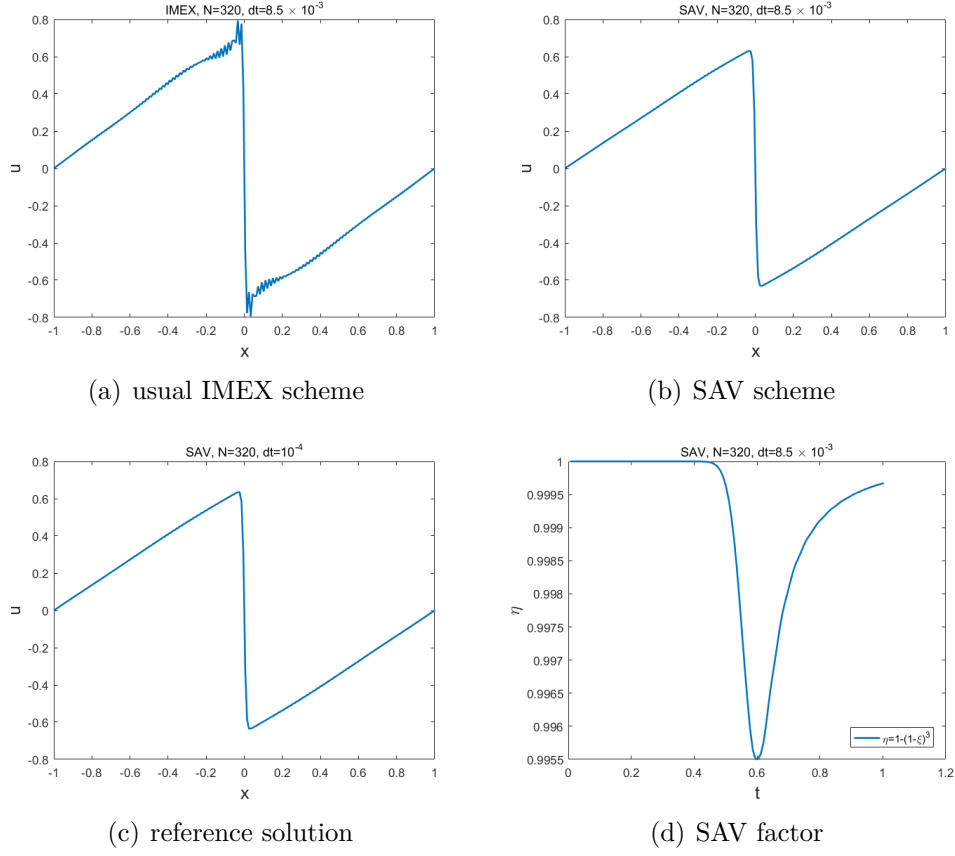 IMEX, N=320, dt=8.5 × 10-3
0.8
0.6
0.4
0.2
0
-0.2
-0.4
-0.6
-0.8
u
-1 -0.8 -0.6 -0.4 -0.2 0 0.2 0.4 0.6 0.8 1
x
(a) usual IMEX scheme
SAV, N=320, dt=8.5 × 10-3
0.8
0.6
0.4
0.2
0
-0.2
-0.4
-0.6
-0.8
u
-1 -0.8 -0.6 -0.4 -0.2 0 0.2 0.4 0.6 0.8 1
x
(b) SAV scheme
SAV, N=320, dt=10-4
0.8
0.6
0.4
0.2
0
-0.2
-0.4
-0.6
-0.8
u
-1 -0.8 -0.6 -0.4 -0.2 0 0.2 0.4 0.6 0.8 1
x
(c) reference solution
SAV, N=320, dt=8.5 × 10-3
1
0.9995
0.999
0.9985
0.998
0.9975
0.997
0.9965
0.996
0.9955
η
η=1-(1-ξ)3
0 0.2 0.4 0.6 0.8 1 1.2
t
(d) SAV factor